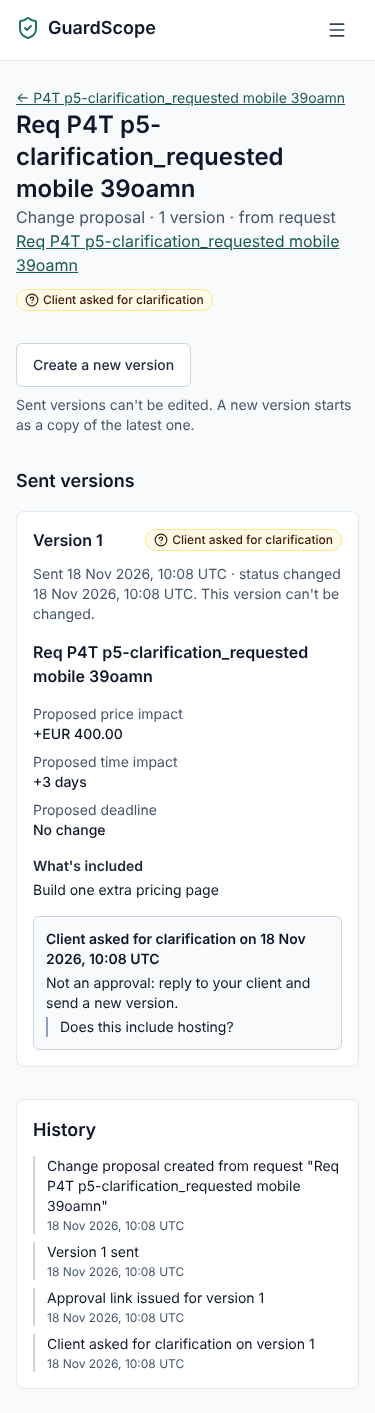 GuardScope
← P4T p5-clarification_requested mobile 39oamn
Req P4T p5-
clarification_requested
mobile 39oamn
Change proposal · 1 version · from request
Req P4T p5-clarification_requested mobile
39oamn
Client asked for clarification
Create a new version
Sent versions can't be edited. A new version starts
as a copy of the latest one.
Sent versions
Version 1
Client asked for clarification
Sent 18 Nov 2026, 10:08 UTC · status changed
18 Nov 2026, 10:08 UTC. This version can't be
changed.
Req P4T p5-clarification_requested
mobile 39oamn
Proposed price impact
+EUR 400.00
Proposed time impact
+3 days
Proposed deadline
No change
What's included
Build one extra pricing page
Client asked for clarification on 18 Nov
2026, 10:08 UTC
Not an approval: reply to your client and
send a new version.
Does this include hosting?
History
Change proposal created from request "Req
P4T p5-clarification_requested mobile
39oamn"
18 Nov 2026, 10:08 UTC
Version 1 sent
18 Nov 2026, 10:08 UTC
Approval link issued for version 1
18 Nov 2026, 10:08 UTC
Client asked for clarification on version 1
18 Nov 2026, 10:08 UTC